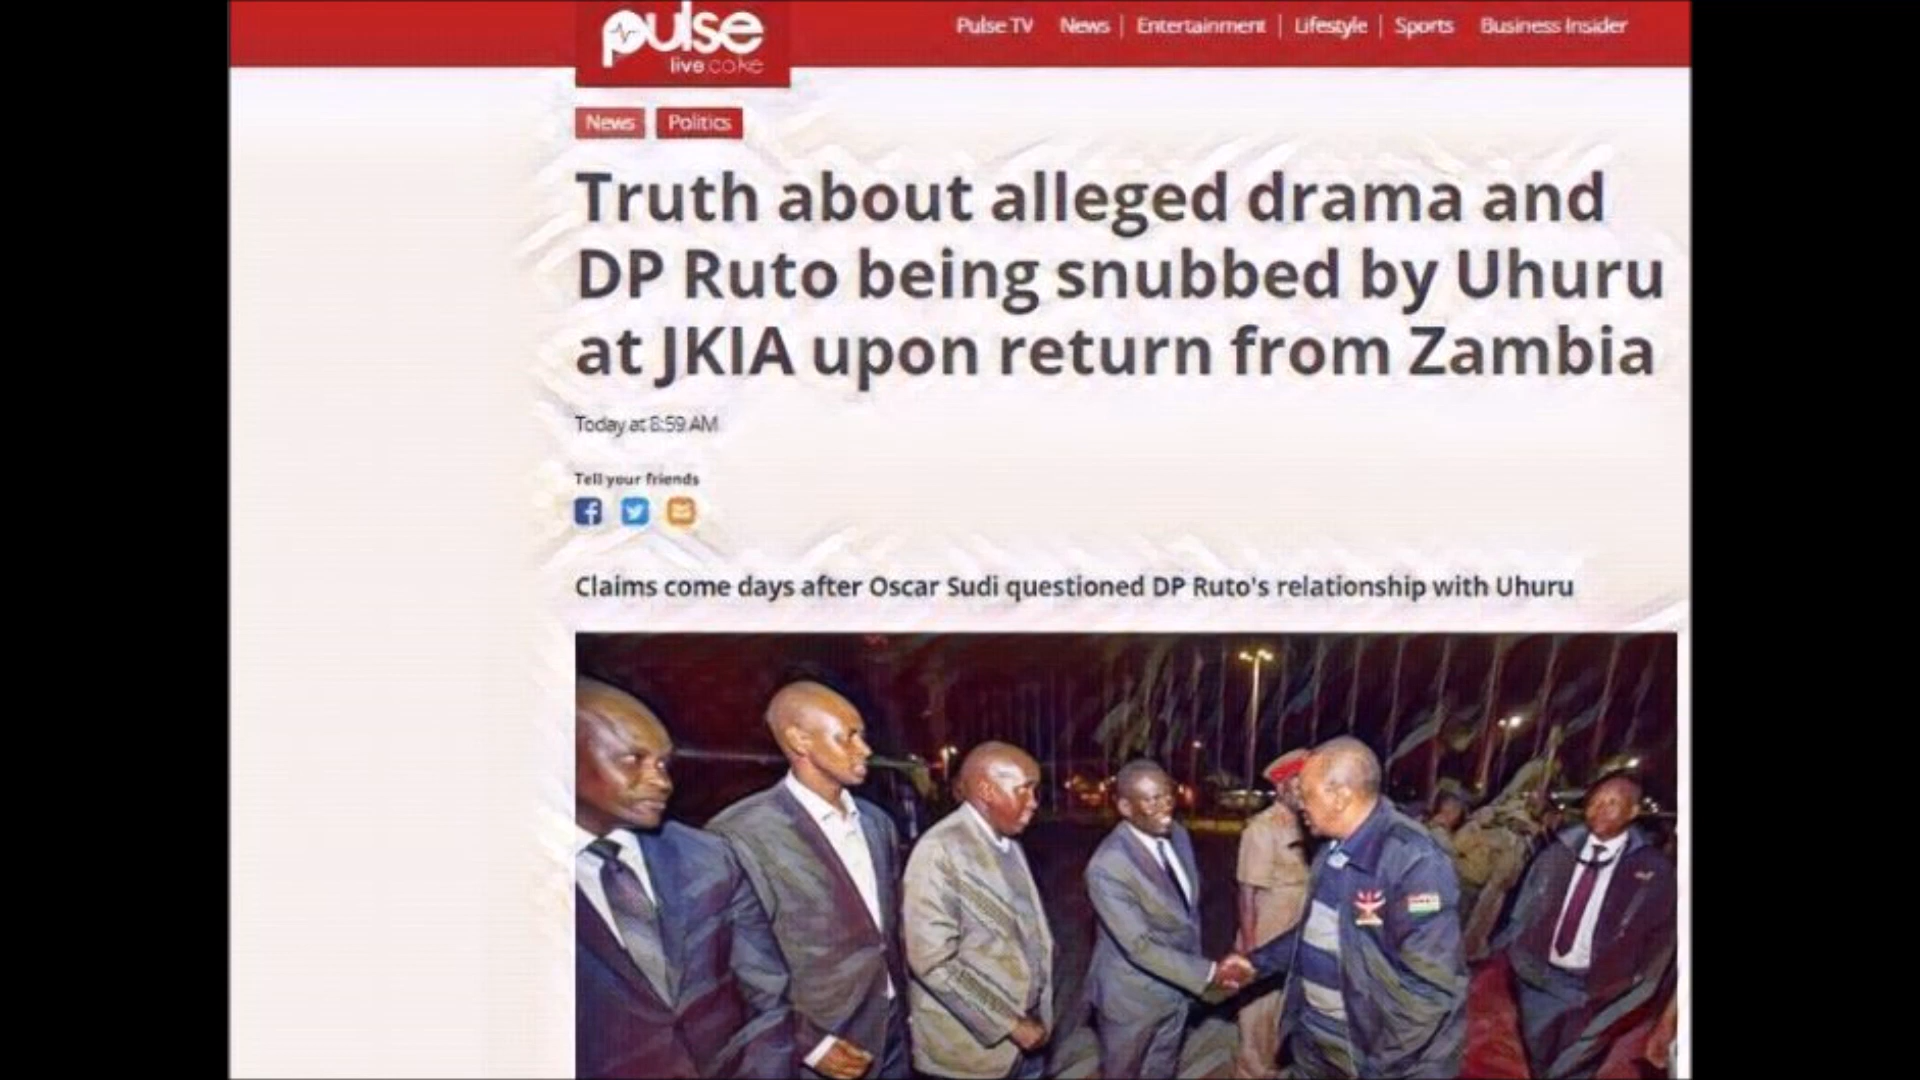 pulse
live.co.ke
Pulse TV News Entertainment Lifestyle Sports Business Insider
News Politics
Truth about alleged drama and
DP Ruto being snubbed by Uhuru
at JKIA upon return from Zambia
Today at 8:59 AM
Tell your friends
Claims come days after Oscar Sudi questioned DP Ruto's relationship with Uhuru